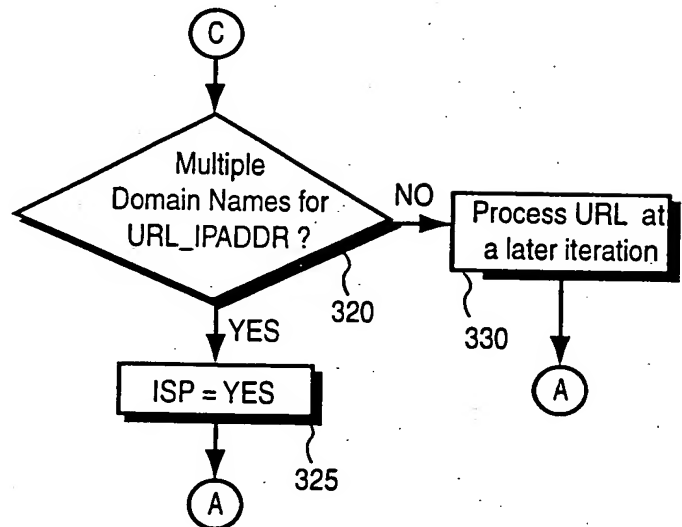 C
Multiple
Domain Names for
URL_IPADDR ?
NO
Process URL at
a later iteration
320
330
YES
ISP = YES
325
A
A